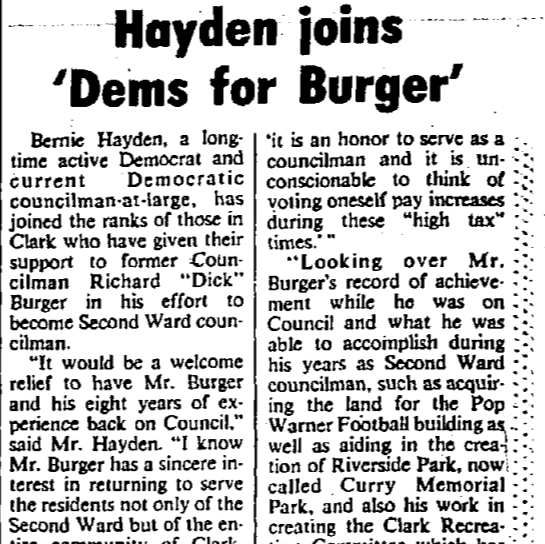 Hayden joins
'Dems for Burger'
Bernie Hayden, a long-
time active Democrat and
current Democratic
councilman-at-large, has
joined the ranks of those in
Clark who have given their
support to former Coun-
cilman Richard "Dick"
Burger in his effort to
become Second Ward coun-
cilman.
"It would be a welcome
relief to have Mr. Burger
and his eight years of ex-
perience back on Council,"
said Mr. Hayden. "I know
Mr. Burger has a sincere in-
terest in returning to serve
the residents not only of the
Second Ward but of the en-
tire community of Clark.
'it is an honor to serve as a
councilman and it is un-
conscionable to think of
voting oneself pay increases
during these "high tax"
times.' "
"Looking over Mr.
Burger's record of achieve-
ment while he was on
Council and what he was
able to accomplish during
his years as Second Ward
councilman, such as acquir-
ing the land for the Pop
Warner Football building as
well as aiding in the crea-
tion of Riverside Park, now
called Curry Memorial
Park, and also his work in
creating the Clark Recrea-